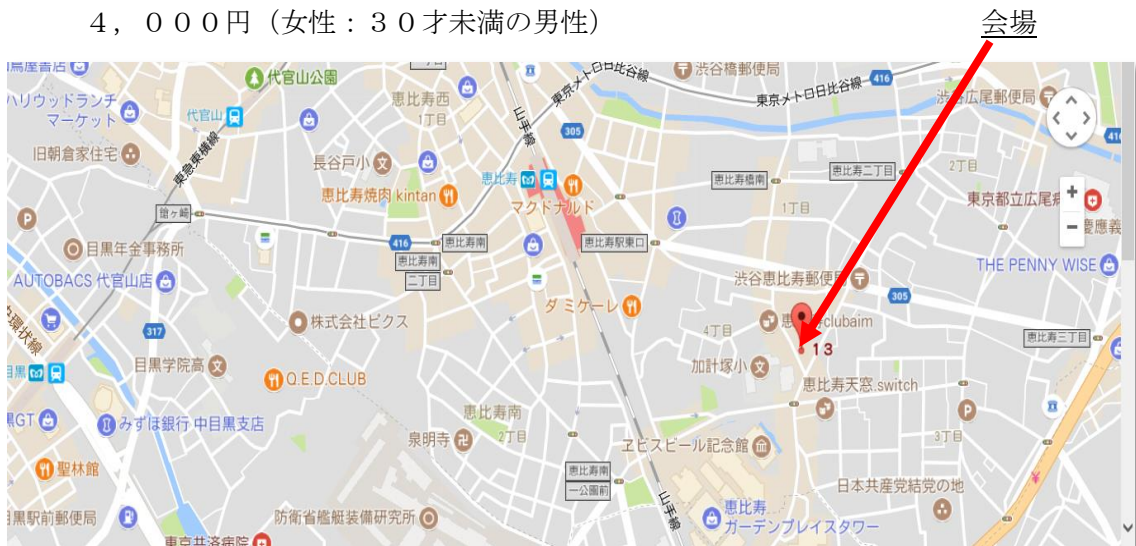 ４，０００円（女性：３０才未満の男性）
会場
代官山公園
東京メトロ日比谷線
渋谷橋郵便局
416
東京メトロ日比谷線
渋谷広尾郵便局
ハリウッドランチ
マーケット
代官山
恵比寿西
1丁目
山手線
305
旧朝倉家住宅
東急東横線
長谷戸小
恵比寿
恵比寿橋南
恵比寿二丁目
2丁目
恵比寿焼肉 kintan
マクドナルド
1丁目
東京都立広尾病
鎗ヶ崎
慶應義
目黒年金事務所
416
恵比寿南
恵比寿駅東口
恵比寿南
二丁目
THE PENNY WISE
AUTOBACS 代官山店
渋谷恵比寿郵便局
305
ダ ミケーレ
317
株式会社ピクス
4丁目
clubaim
恵比寿三丁目
13
目黒学院高
加計塚小
Q.E.D.CLUB
恵比寿天窓.switch
恵比寿南
2丁目
みずほ銀行 中目黒支店
泉明寺
ヱビスビール記念館
3丁目
聖林館
恵比寿南
一公園前
日本共産党結党の地
山手線
防衛省艦艇装備研究所
恵比寿
ガーデンプレイスタワー
黒駅前郵便局
東京共済病院